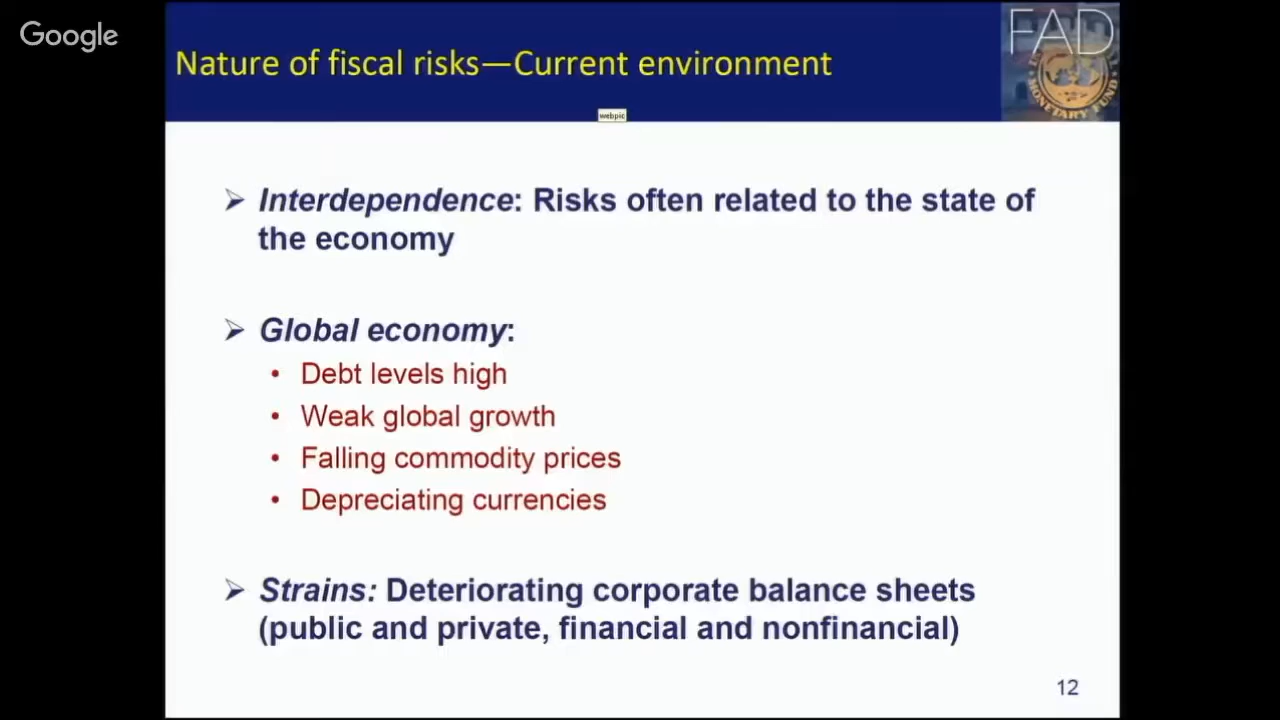 Google
Nature of fiscal risks—Current environment
FAD
MONETARY FUND
webpic
➢ Interdependence: Risks often related to the state of
the economy
➢ Global economy:
• Debt levels high
• Weak global growth
• Falling commodity prices
• Depreciating currencies
➢ Strains: Deteriorating corporate balance sheets
(public and private, financial and nonfinancial)
12